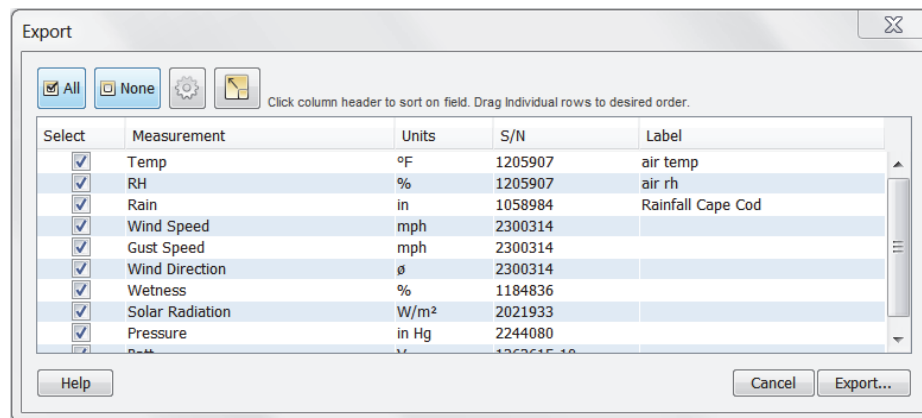 Export
All None Click column header to sort on field. Drag Individual rows to desired order.
Select Measurement Units S/N Label
Temp °F 1205907 air temp
RH % 1205907 air rh
Rain in 1058984 Rainfall Cape Cod
Wind Speed mph 2300314
Gust Speed mph 2300314
Wind Direction ø 2300314
Wetness % 1184836
Solar Radiation W/m² 2021933
Pressure in Hg 2244080
Help Cancel Export...